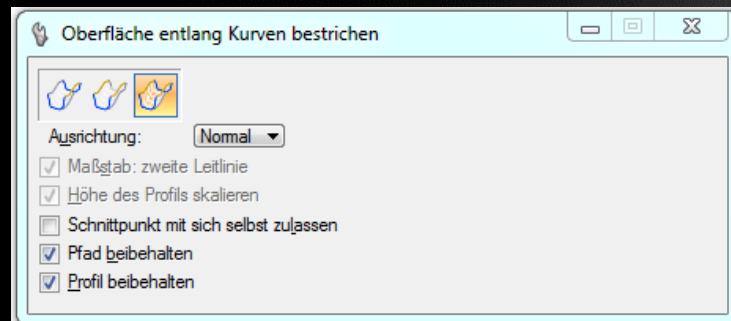 Oberfläche entlang Kurven bestrichen
Ausrichtung: Normal
Maßstab: zweite Leitlinie
Höhe des Profils skalieren
Schnittpunkt mit sich selbst zulassen
Pfad beibehalten
Profil beibehalten